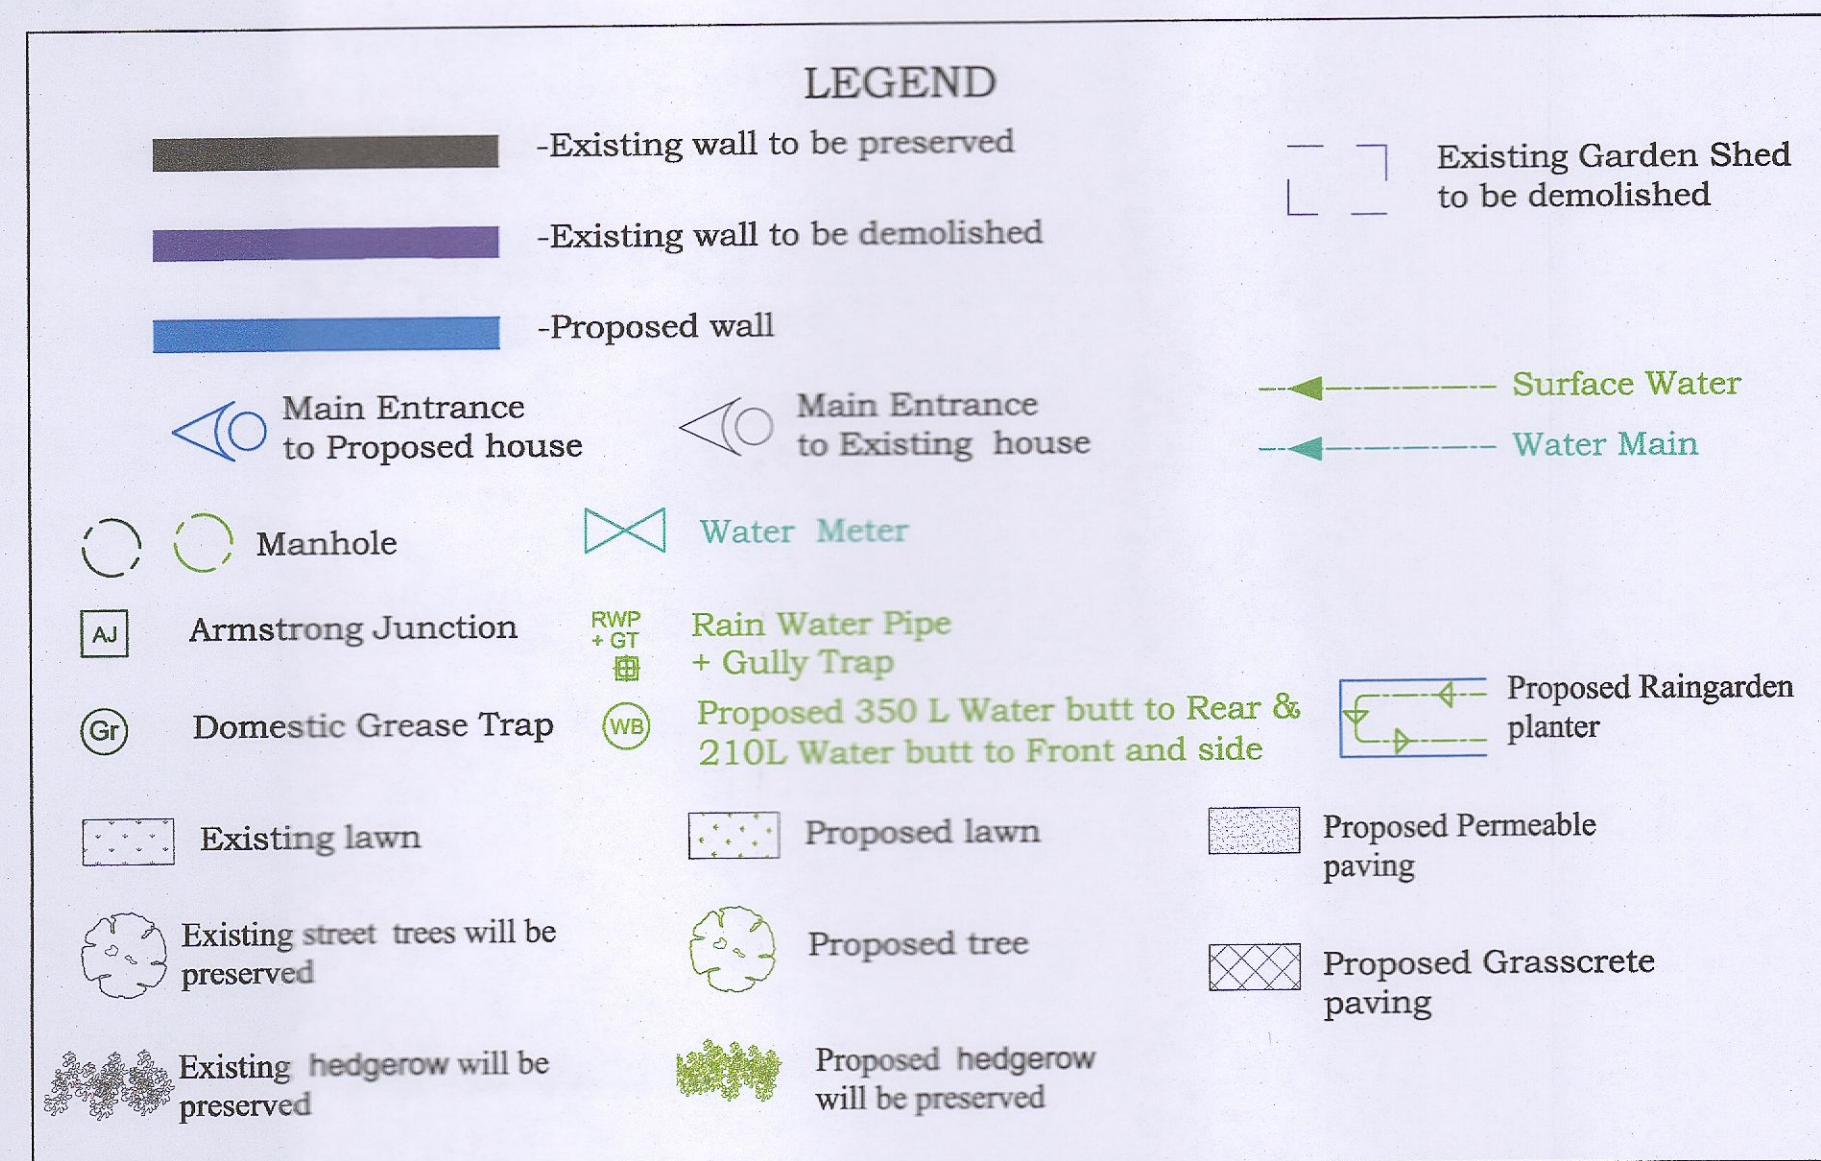 LEGEND
-Existing wall to be preserved
Existing Garden Shed
to be demolished
-Existing wall to be demolished
-Proposed wall
Main Entrance
to Proposed house
Main Entrance
to Existing house
Surface Water
Water Main
Manhole
Water Meter
AJ
Armstrong Junction
RWP
+ GT
Rain Water Pipe
+ Gully Trap
Gr
Domestic Grease Trap
WB
Proposed 350 L Water butt to Rear &
210L Water butt to Front and side
Proposed Raingarden
planter
Existing lawn
Proposed lawn
Proposed Permeable
paving
Existing street trees will be
preserved
Proposed tree
Proposed Grasscrete
paving
Existing hedgerow will be
preserved
Proposed hedgerow
will be preserved